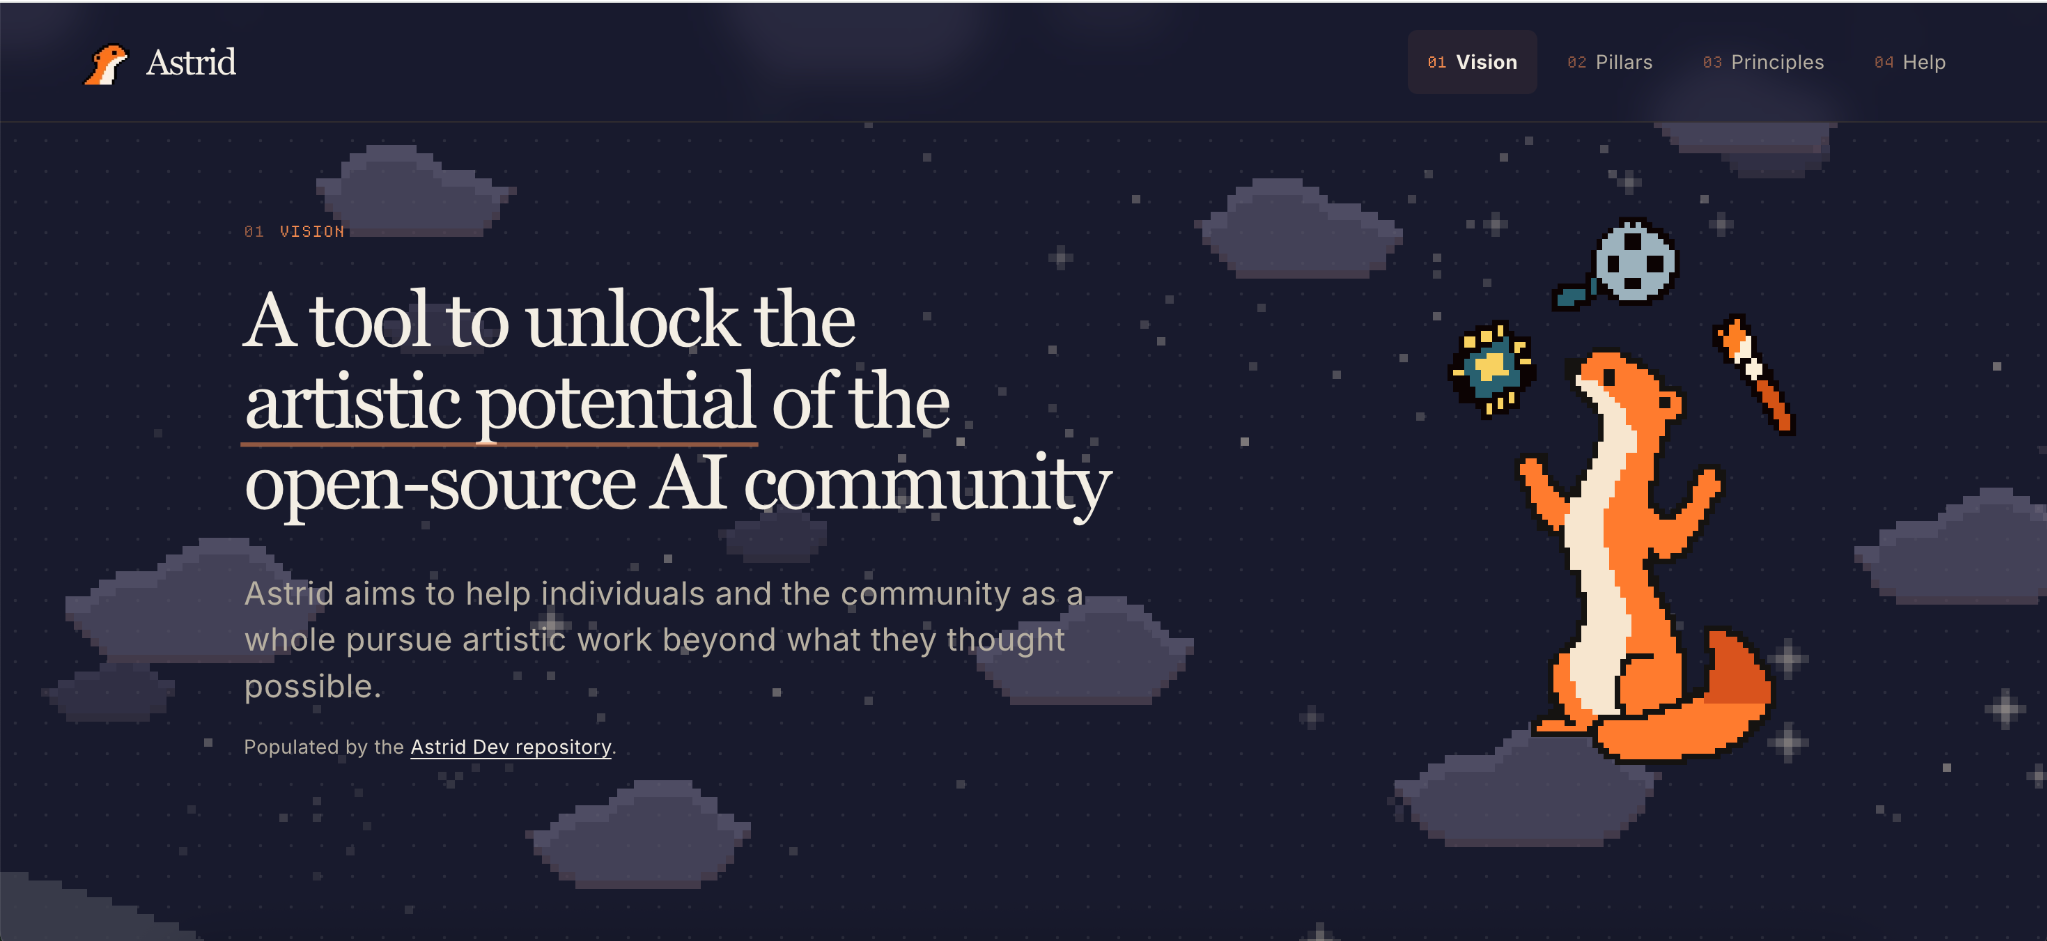 Astrid
01 Vision
02 Pillars
03 Principles
04 Help
01 VISION
A tool to unlock the
artistic potential of the
open-source AI community
Astrid aims to help individuals and the community as a
whole pursue artistic work beyond what they thought
possible.
Populated by the Astrid Dev repository.